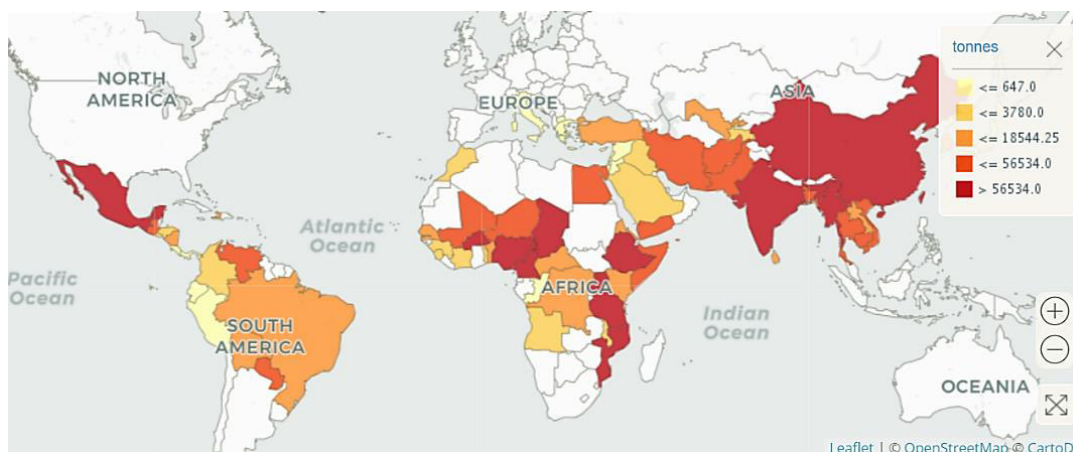 NORTH
AMERICA
EUROPE
ASIA
Atlantic
Ocean
Pacific
Ocean
AFRICA
SOUTH
AMERICA
Indian
Ocean
OCEANIA
tonnes ×
<= 647.0
<= 3780.0
<= 18544.25
<= 56534.0
> 56534.0
+
−
Leaflet | © OpenStreetMap © CartoD